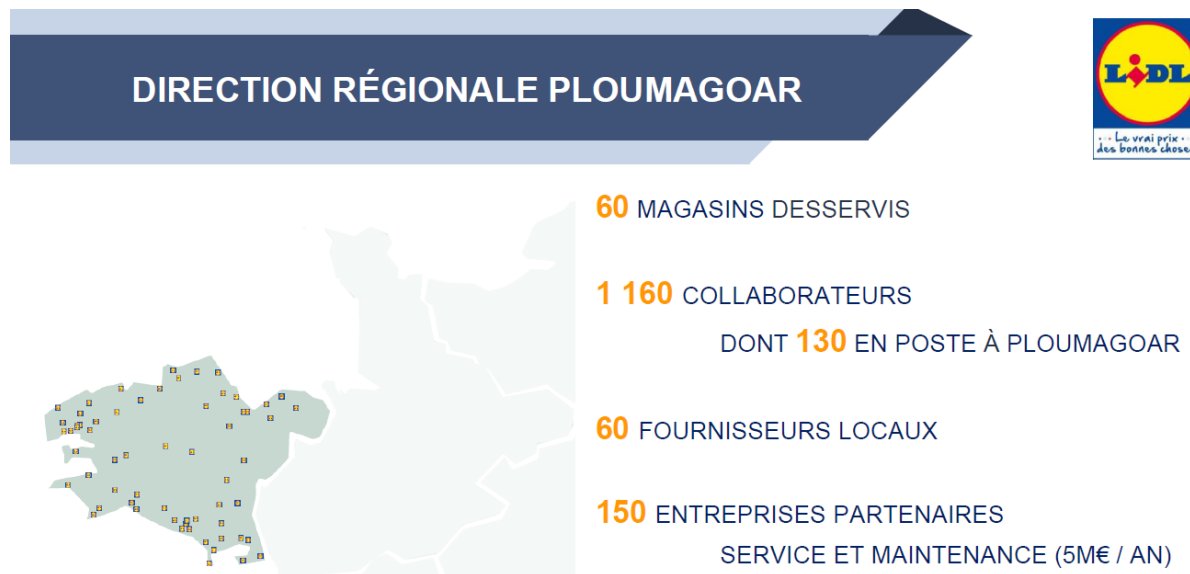 DIRECTION RÉGIONALE PLOUMAGOAR
LIDL
Le vrai prix
des bonnes choses
60 MAGASINS DESSERVIS
1 160 COLLABORATEURS
DONT 130 EN POSTE À PLOUMAGOAR
60 FOURNISSEURS LOCAUX
150 ENTREPRISES PARTENAIRES
SERVICE ET MAINTENANCE (5M€ / AN)